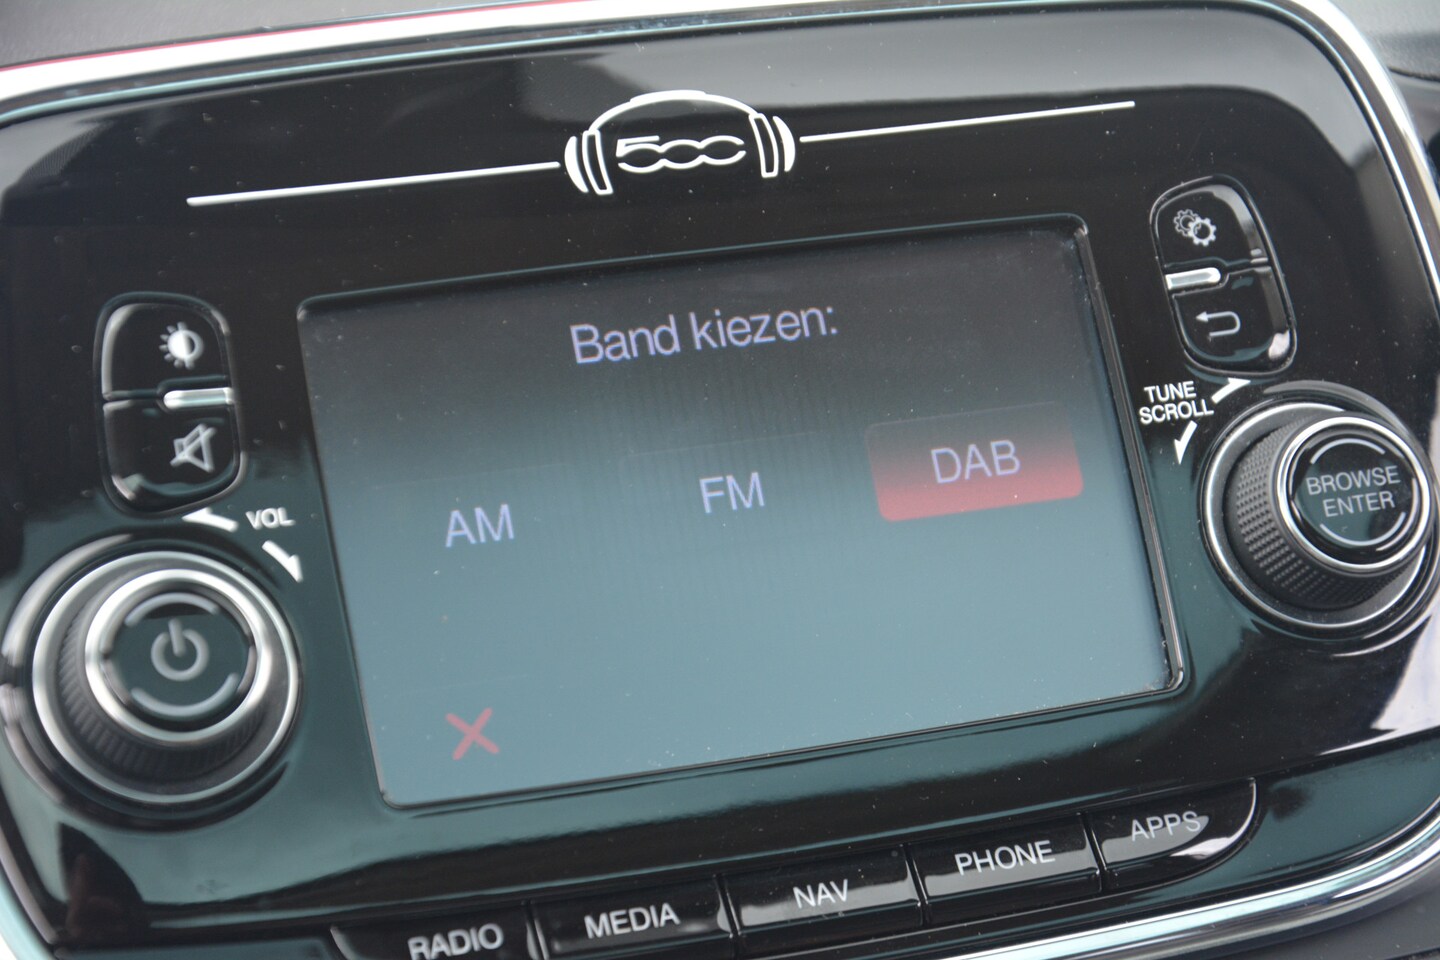 500
Band kiezen:
AM FM DAB
VOL
TUNE
SCROLL
BROWSE
ENTER
RADIO MEDIA NAV PHONE APPS